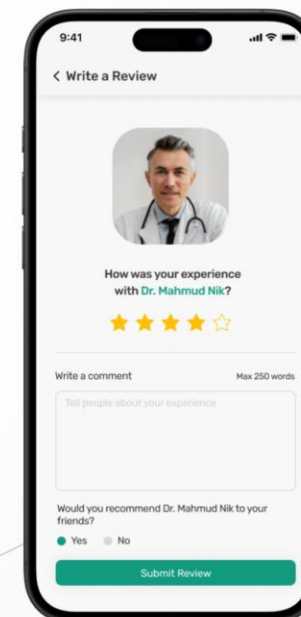 9:41
Write a Review
How was your experience
with Dr. Mahmud Nik?
Write a comment Max 250 words
Tell people about your experience
Would you recommend Dr. Mahmud Nik to your
friends?
Yes No
Submit Review